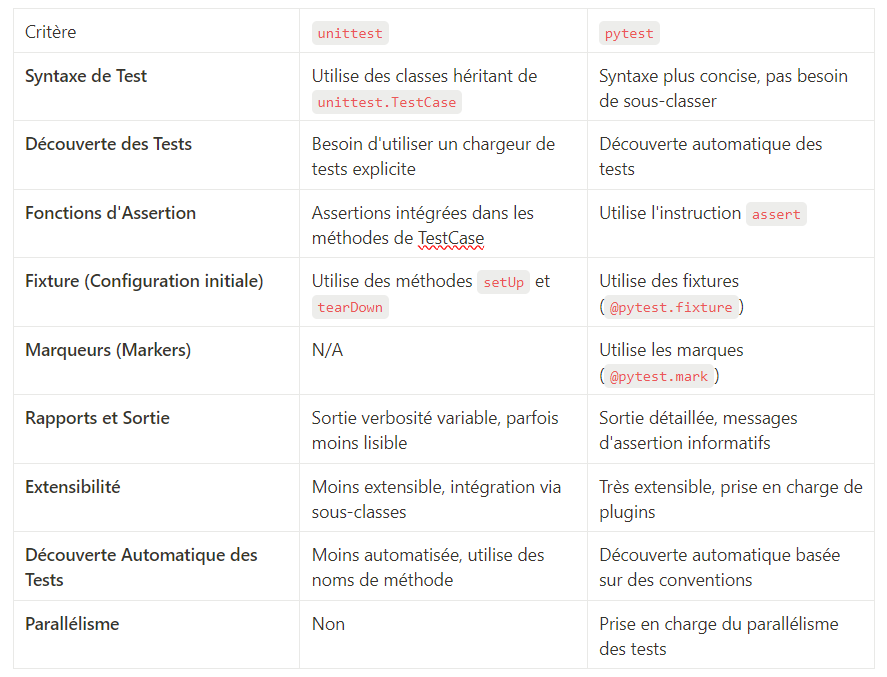 Critère unittest pytest
Syntaxe de Test Utilise des classes héritant de Syntaxe plus concise, pas besoin
unittest.TestCase de sous-classer
Découverte des Tests Besoin d'utiliser un chargeur de Découverte automatique des
tests explicite tests
Fonctions d'Assertion Assertions intégrées dans les Utilise l'instruction assert
méthodes de TestCase
Fixture (Configuration initiale) Utilise des méthodes setUp et Utilise des fixtures
tearDown (@pytest.fixture)
Marqueurs (Markers) N/A Utilise les marques
(@pytest.mark)
Rapports et Sortie Sortie verbosité variable, parfois Sortie détaillée, messages
moins lisible d'assertion informatifs
Extensibilité Moins extensible, intégration via Très extensible, prise en charge de
sous-classes plugins
Découverte Automatique des Moins automatisée, utilise des Découverte automatique basée
Tests noms de méthode sur des conventions
Parallélisme Non Prise en charge du parallélisme
des tests